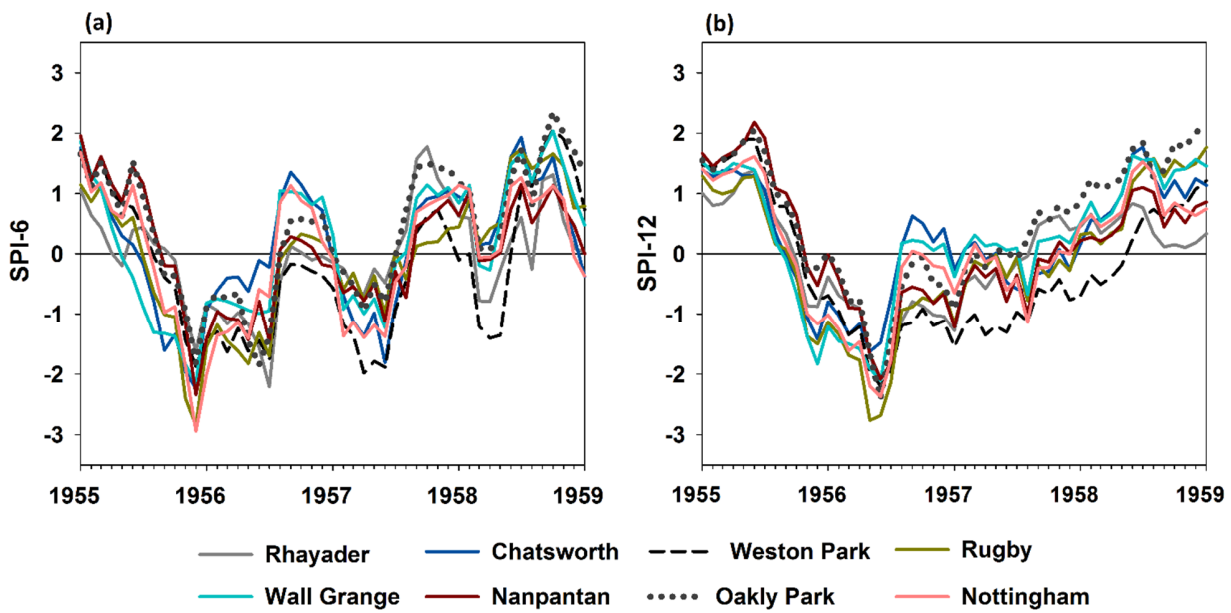 (a)
SPI-6
3
2
1
0
-1
-2
-3
1955 1956 1957 1958 1959
(b)
SPI-12
3
2
1
0
-1
-2
-3
1955 1956 1957 1958 1959
Rhayader Chatsworth Weston Park Rugby
Wall Grange Nanpantan Oakly Park Nottingham